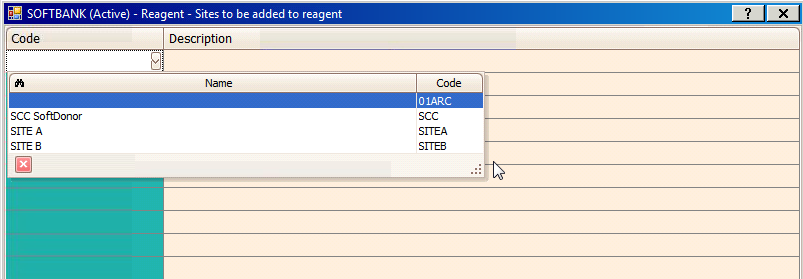 SOFTBANK (Active) - Reagent - Sites to be added to reagent
? X
Code Description
Name Code
01ARC
SCC SoftDonor SCC
SITE A SITEA
SITE B SITEB